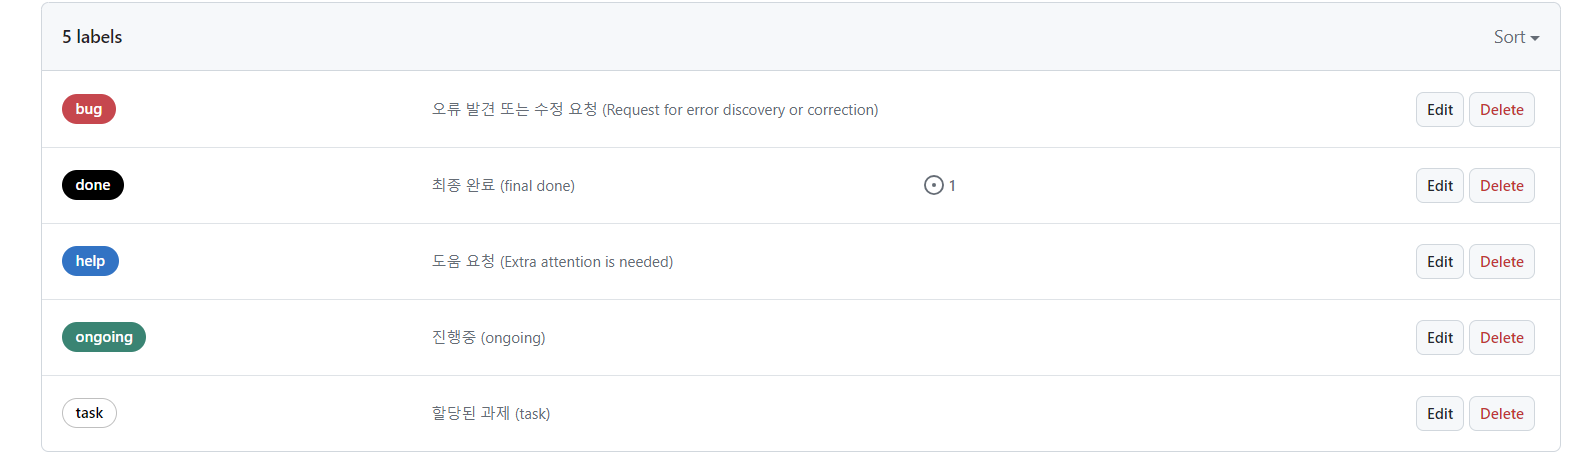 5 labels Sort
bug 오류 발견 또는 수정 요청 (Request for error discovery or correction) Edit Delete
done 최종 완료 (final done) 1 Edit Delete
help 도움 요청 (Extra attention is needed) Edit Delete
ongoing 진행중 (ongoing) Edit Delete
task 할당된 과제 (task) Edit Delete